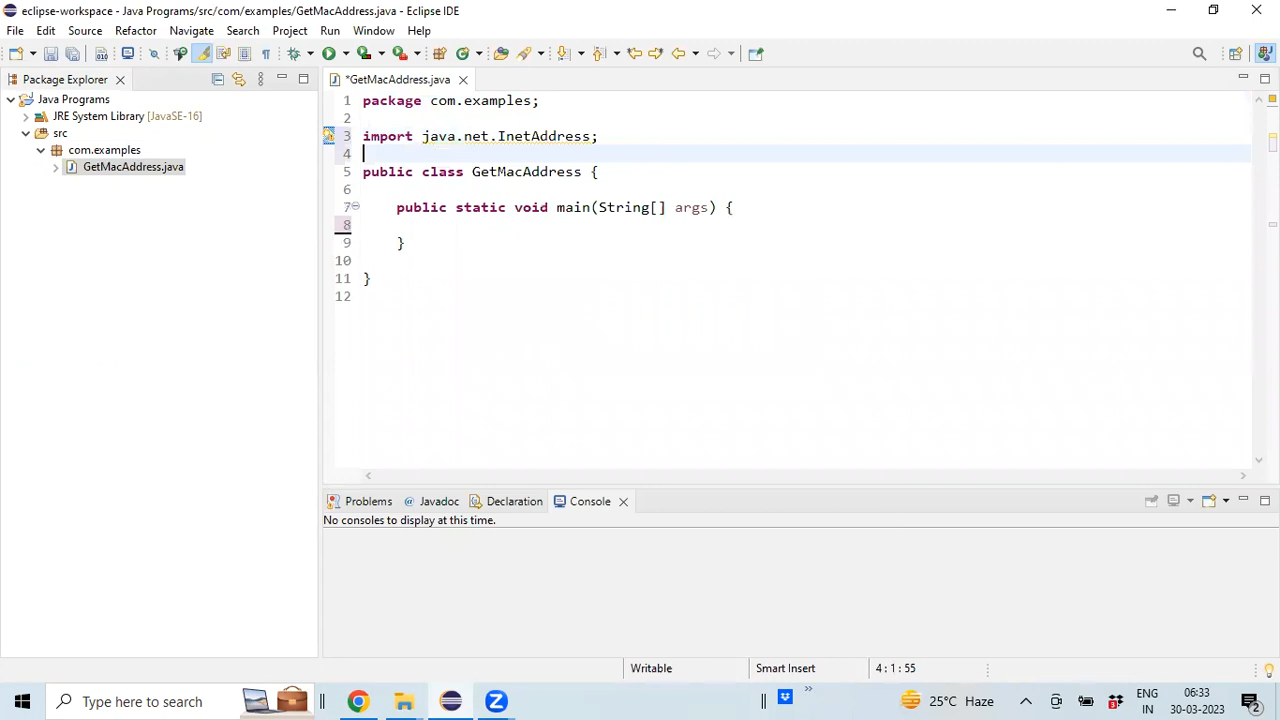 eclipse-workspace - Java Programs/src/com/examples/GetMacAddress.java - Eclipse IDE
File Edit Source Refactor Navigate Search Project Run Window Help
Package Explorer
*GetMacAddress.java
Java Programs
JRE System Library [JavaSE-16]
src
com.examples
GetMacAddress.java
1 package com.examples;
2
3 import java.net.InetAddress;
4
5 public class GetMacAddress {
6
7 public static void main(String[] args) {
8
9 }
10
11 }
12
Problems @ Javadoc Declaration Console
No consoles to display at this time.
Writable Smart Insert 4 : 1 : 55
Type here to search
25°C Haze
3
ENG
IN
09:33
30-03-2023
2